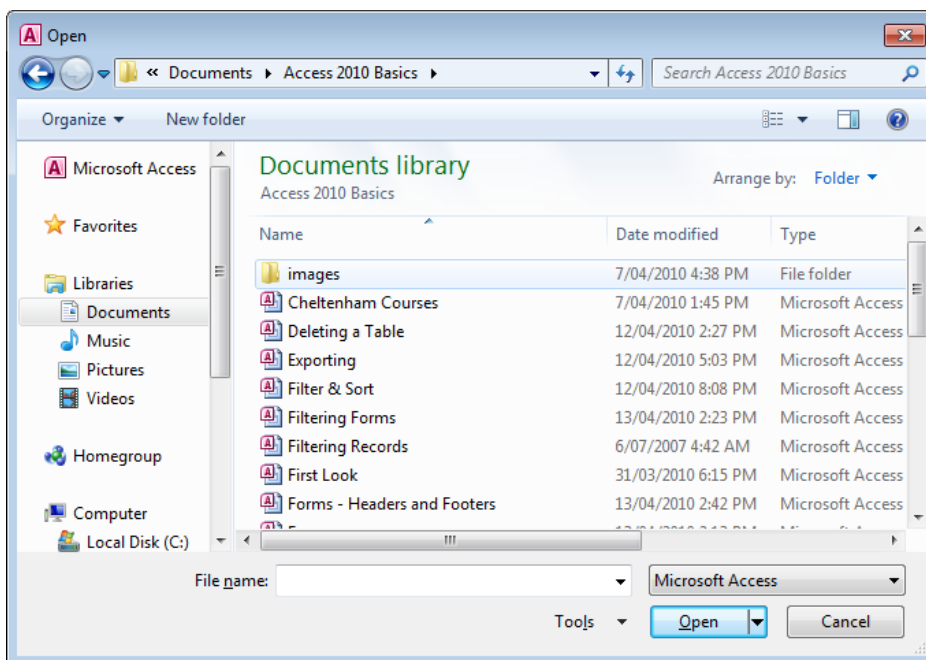 Open
« Documents Access 2010 Basics
Search Access 2010 Basics
Organize New folder
Microsoft Access
Favorites
Libraries
Documents
Music
Pictures
Videos
Homegroup
Computer
Local Disk (C:)
Documents library
Access 2010 Basics
Arrange by: Folder
Name Date modified Type
images 7/04/2010 4:38 PM File folder
Cheltenham Courses 7/04/2010 1:45 PM Microsoft Access
Deleting a Table 12/04/2010 2:27 PM Microsoft Access
Exporting 12/04/2010 5:03 PM Microsoft Access
Filter & Sort 12/04/2010 8:08 PM Microsoft Access
Filtering Forms 13/04/2010 2:23 PM Microsoft Access
Filtering Records 6/07/2007 4:42 AM Microsoft Access
First Look 31/03/2010 6:15 PM Microsoft Access
Forms - Headers and Footers 13/04/2010 2:42 PM Microsoft Access
File name: Microsoft Access
Tools Open Cancel